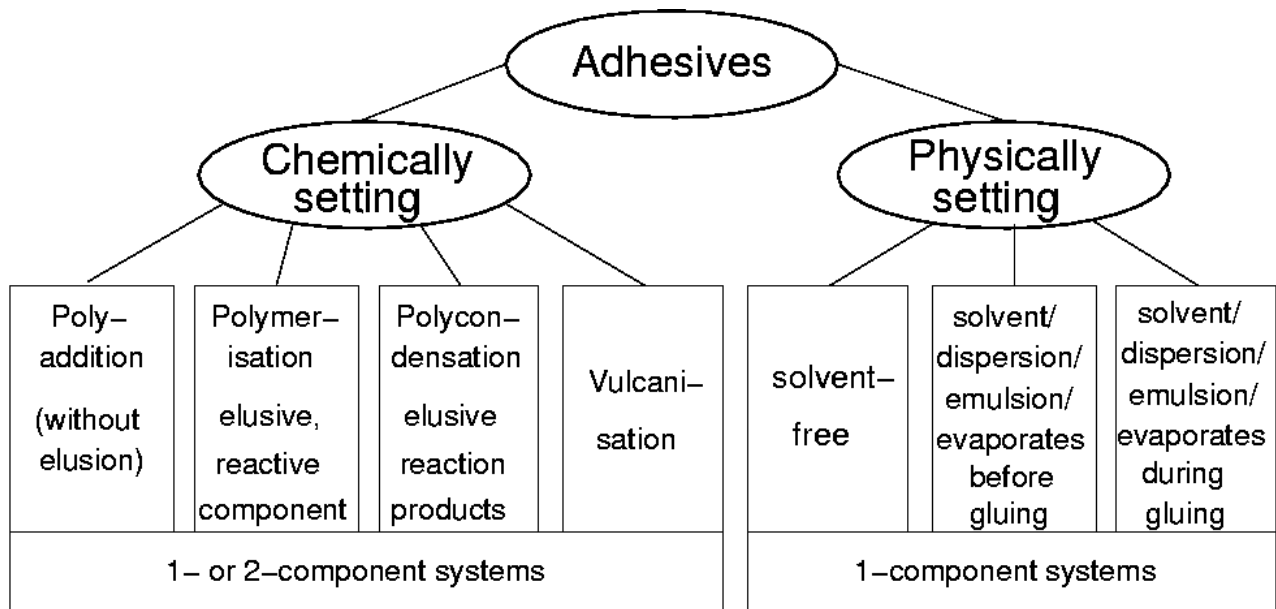 Adhesives
Chemically
setting
Physically
setting
Poly-
addition
(without
elusion)
Polymer-
isation
elusive,
reactive
component
Polycon-
densation
elusive
reaction
products
Vulcani-
sation
solvent-
free
solvent/
dispersion/
emulsion/
evaporates
before
gluing
solvent/
dispersion/
emulsion/
evaporates
during
gluing
1- or 2-component systems
1-component systems